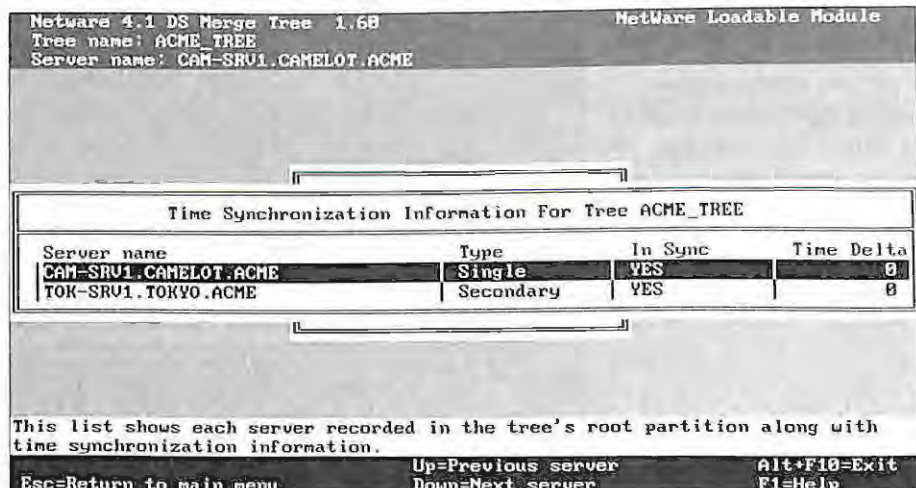 Netware 4.1 DS Merge Tree 1.60 NetWare Loadable Module
Tree name: ACME_TREE
Server name: CAM-SRV1.CAMELOT.ACME
Time Synchronization Information For Tree ACME_TREE
Server name Type In Sync Time Delta
CAM-SRV1.CAMELOT.ACME Single YES 0
TOK-SRV1.TOKYO.ACME Secondary YES 0
This list shows each server recorded in the tree's root partition along with
time synchronization information.
Up=Previous server Alt+F10=Exit
Esc=Return to main menu Down=Next server F1=Help